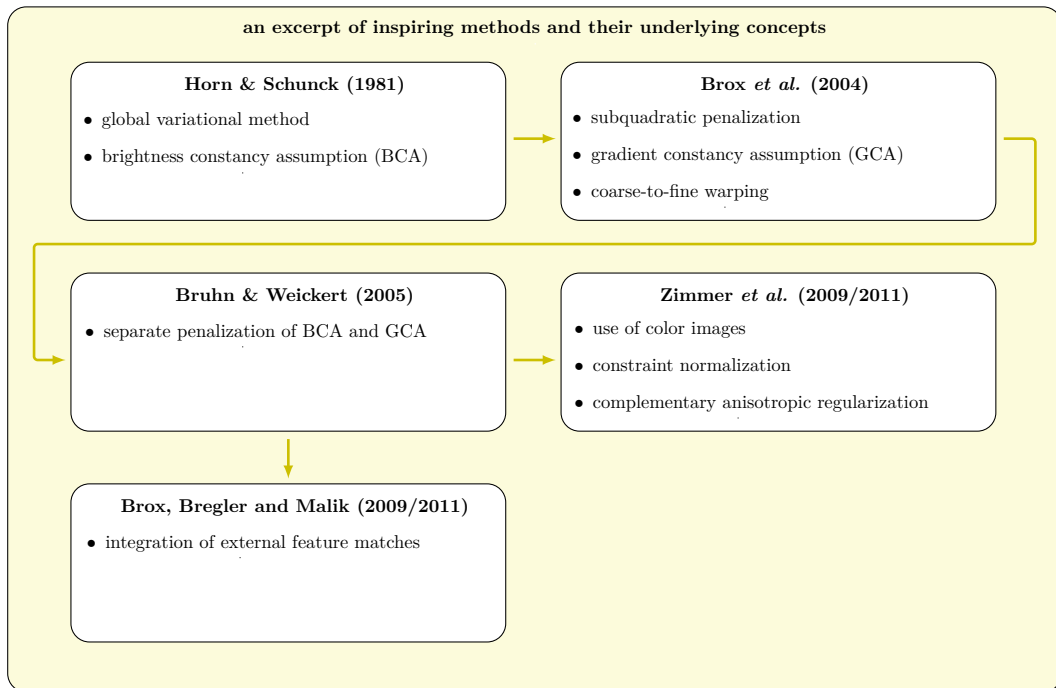 an excerpt of inspiring methods and their underlying concepts
Horn & Schunck (1981)
• global variational method
• brightness constancy assumption (BCA)
Brox et al. (2004)
• subquadratic penalization
• gradient constancy assumption (GCA)
• coarse-to-fine warping
Bruhn & Weickert (2005)
• separate penalization of BCA and GCA
Zimmer et al. (2009/2011)
• use of color images
• constraint normalization
• complementary anisotropic regularization
Brox, Bregler and Malik (2009/2011)
• integration of external feature matches